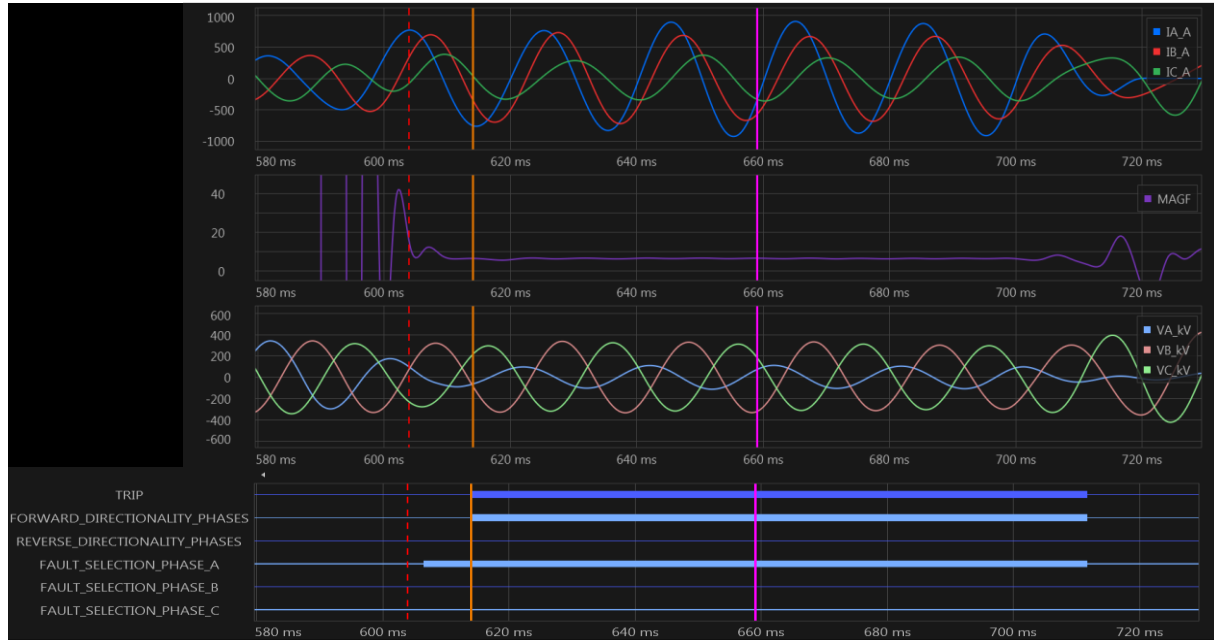 1000
500
0
-500
-1000
IA_A
IB_A
IC_A
580 ms 600 ms 620 ms 640 ms 660 ms 680 ms 700 ms 720 ms
40
20
0
MAGF
580 ms 600 ms 620 ms 640 ms 660 ms 680 ms 700 ms 720 ms
600
400
200
0
-200
-400
-600
VA_kV
VB_kV
VC_kV
580 ms 600 ms 620 ms 640 ms 660 ms 680 ms 700 ms 720 ms
TRIP
FORWARD_DIRECTIONALITY_PHASES
REVERSE_DIRECTIONALITY_PHASES
FAULT_SELECTION_PHASE_A
FAULT_SELECTION_PHASE_B
FAULT_SELECTION_PHASE_C
580 ms 600 ms 620 ms 640 ms 660 ms 680 ms 700 ms 720 ms